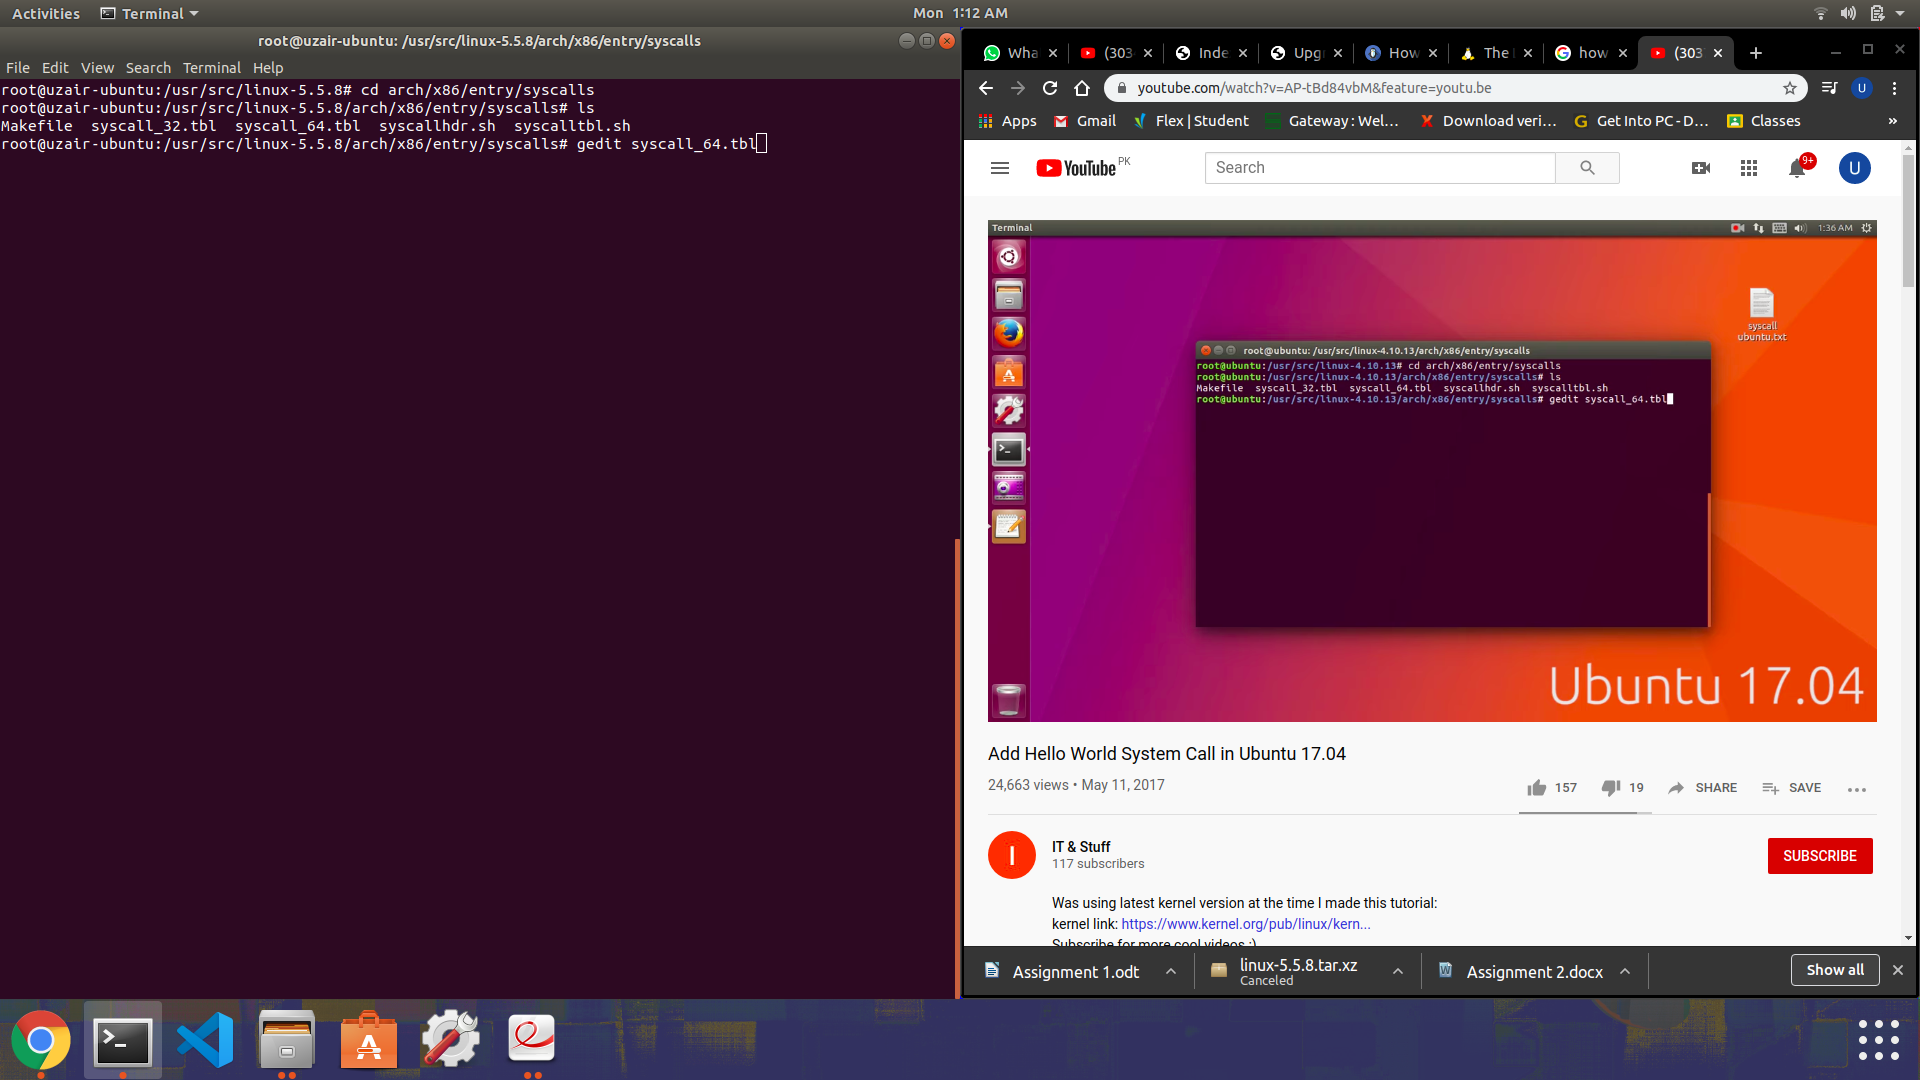 Activities Terminal Mon 1:12 AM
root@uzair-ubuntu: /usr/src/linux-5.5.8/arch/x86/entry/syscalls
File Edit View Search Terminal Help
root@uzair-ubuntu:/usr/src/linux-5.5.8# cd arch/x86/entry/syscalls
root@uzair-ubuntu:/usr/src/linux-5.5.8/arch/x86/entry/syscalls# ls
Makefile syscall_32.tbl syscall_64.tbl syscallhdr.sh syscalltbl.sh
root@uzair-ubuntu:/usr/src/linux-5.5.8/arch/x86/entry/syscalls# gedit syscall_64.tbl
Wha (303 Inde Upgr How The how (303
youtube.com/watch?v=AP-tBd84vbM&feature=youtu.be
U
Apps Gmail Flex | Student Gateway : Wel... Download veri... Get Into PC - D... Classes »
YouTube PK
Search
9+
U
Terminal 1:36 AM
syscall
ubuntu.txt
root@ubuntu: /usr/src/linux-4.10.13/arch/x86/entry/syscalls
root@ubuntu:/usr/src/linux-4.10.13# cd arch/x86/entry/syscalls
root@ubuntu:/usr/src/linux-4.10.13/arch/x86/entry/syscalls# ls
Makefile syscall_32.tbl syscall_64.tbl syscallhdr.sh syscalltbl.sh
root@ubuntu:/usr/src/linux-4.10.13/arch/x86/entry/syscalls# gedit syscall_64.tbl
Ubuntu 17.04
Add Hello World System Call in Ubuntu 17.04
24,663 views • May 11, 2017
157 19 SHARE SAVE
I
IT & Stuff
117 subscribers
SUBSCRIBE
Was using latest kernel version at the time I made this tutorial:
kernel link: https://www.kernel.org/pub/linux/kern...
Subscribe for more cool videos :)
Assignment 1.odt
linux-5.5.8.tar.xz
Canceled
Assignment 2.docx
Show all